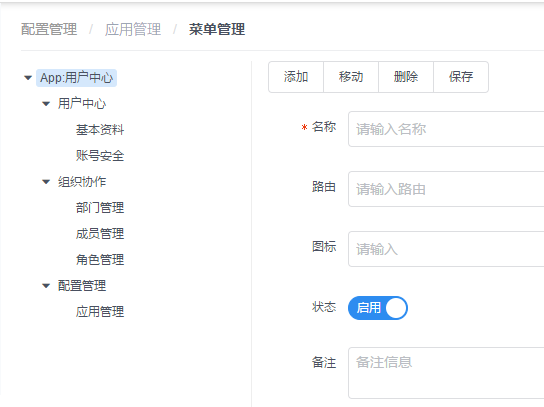 配置管理 / 应用管理 / 菜单管理
App:用户中心
用户中心
基本资料
账号安全
组织协作
部门管理
成员管理
角色管理
配置管理
应用管理
添加 移动 删除 保存
* 名称 请输入名称
路由 请输入路由
图标 请输入
状态 启用
备注 备注信息